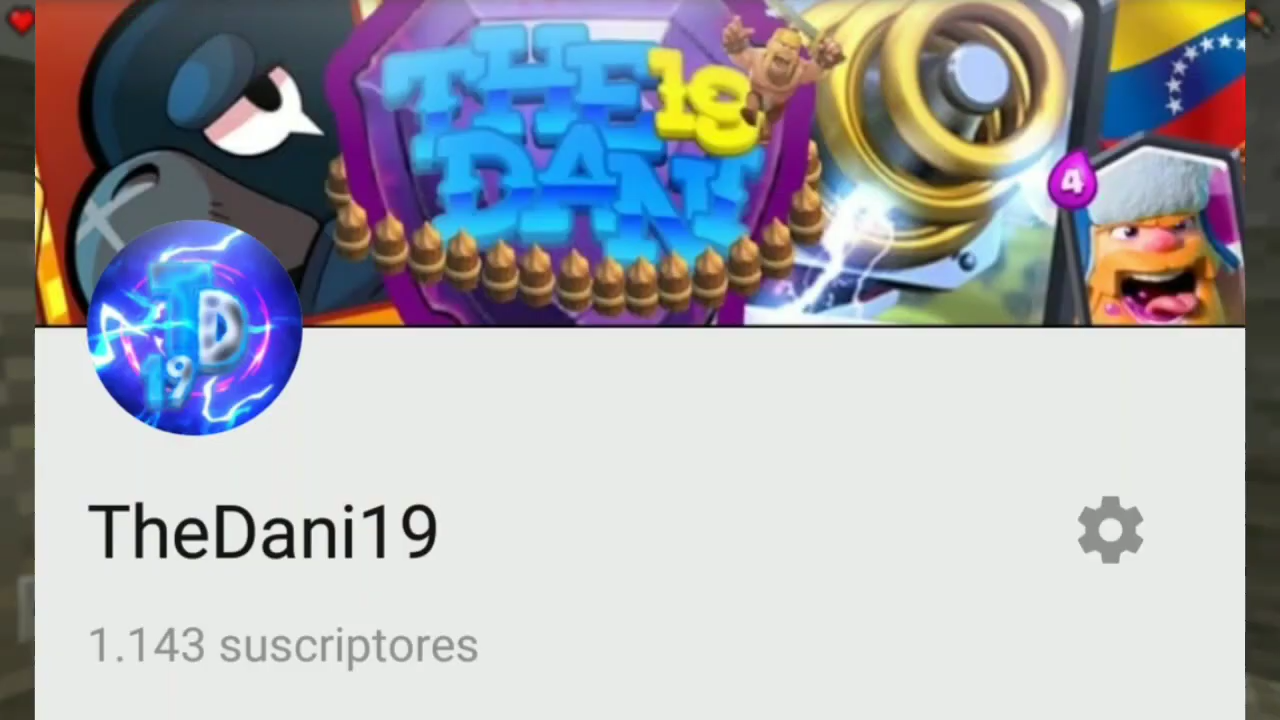 THE 19
DANI
4
TD
19
TheDani19
1.143 suscriptores